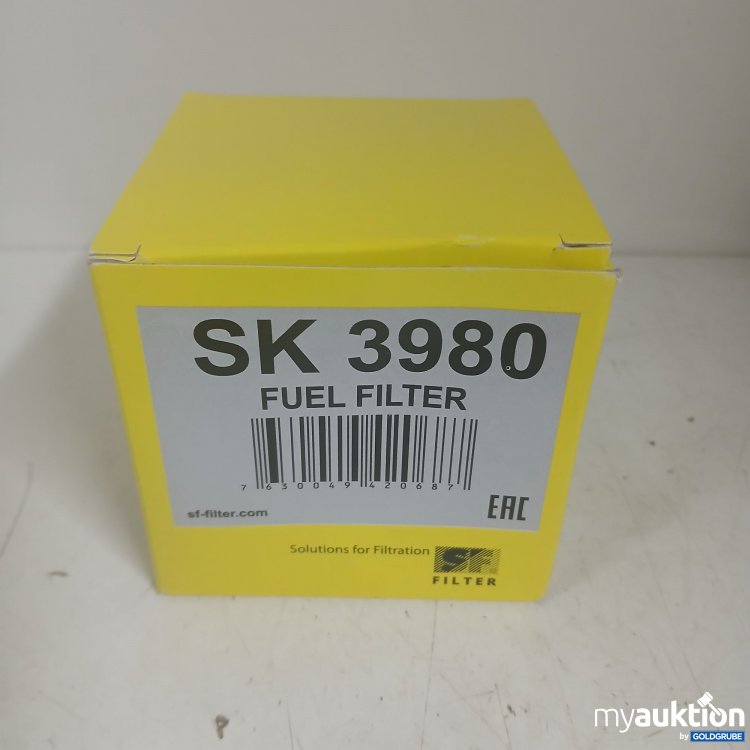 SK 3980
FUEL FILTER
7 630049 420687
sf-filter.com
EAC
Solutions for Filtration
SF®
FILTER
myauktion
by GOLDGRUBE